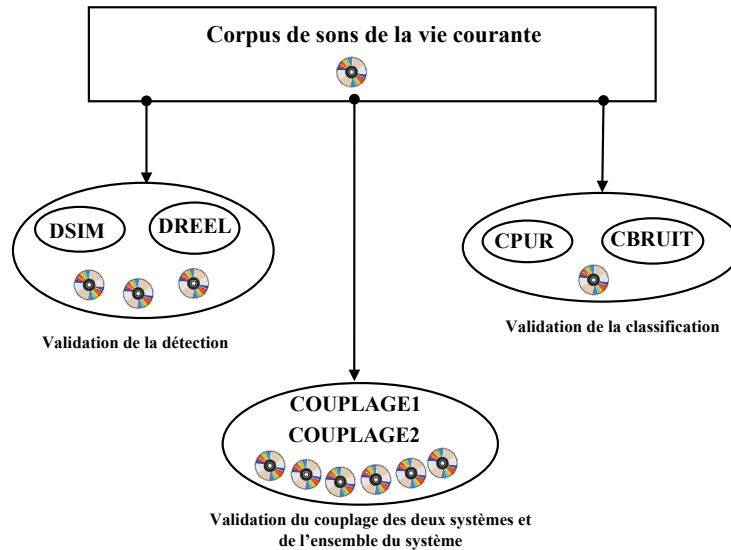 Corpus de sons de la vie courante
DSIM
DREEL
Validation de la détection
CPUR
CBRUIT
Validation de la classification
COUPLAGE1
COUPLAGE2
Validation du couplage des deux systèmes et
de l’ensemble du système